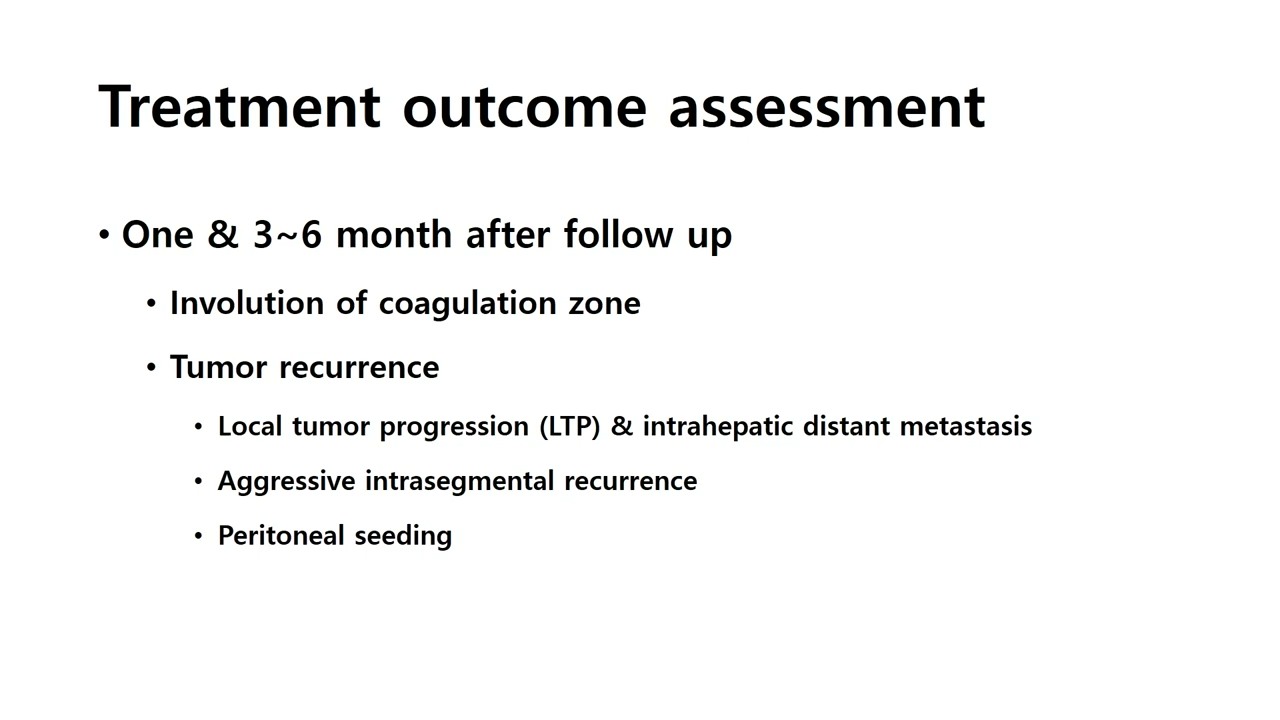 Treatment outcome assessment
• One & 3~6 month after follow up
• Involution of coagulation zone
• Tumor recurrence
• Local tumor progression (LTP) & intrahepatic distant metastasis
• Aggressive intrasegmental recurrence
• Peritoneal seeding